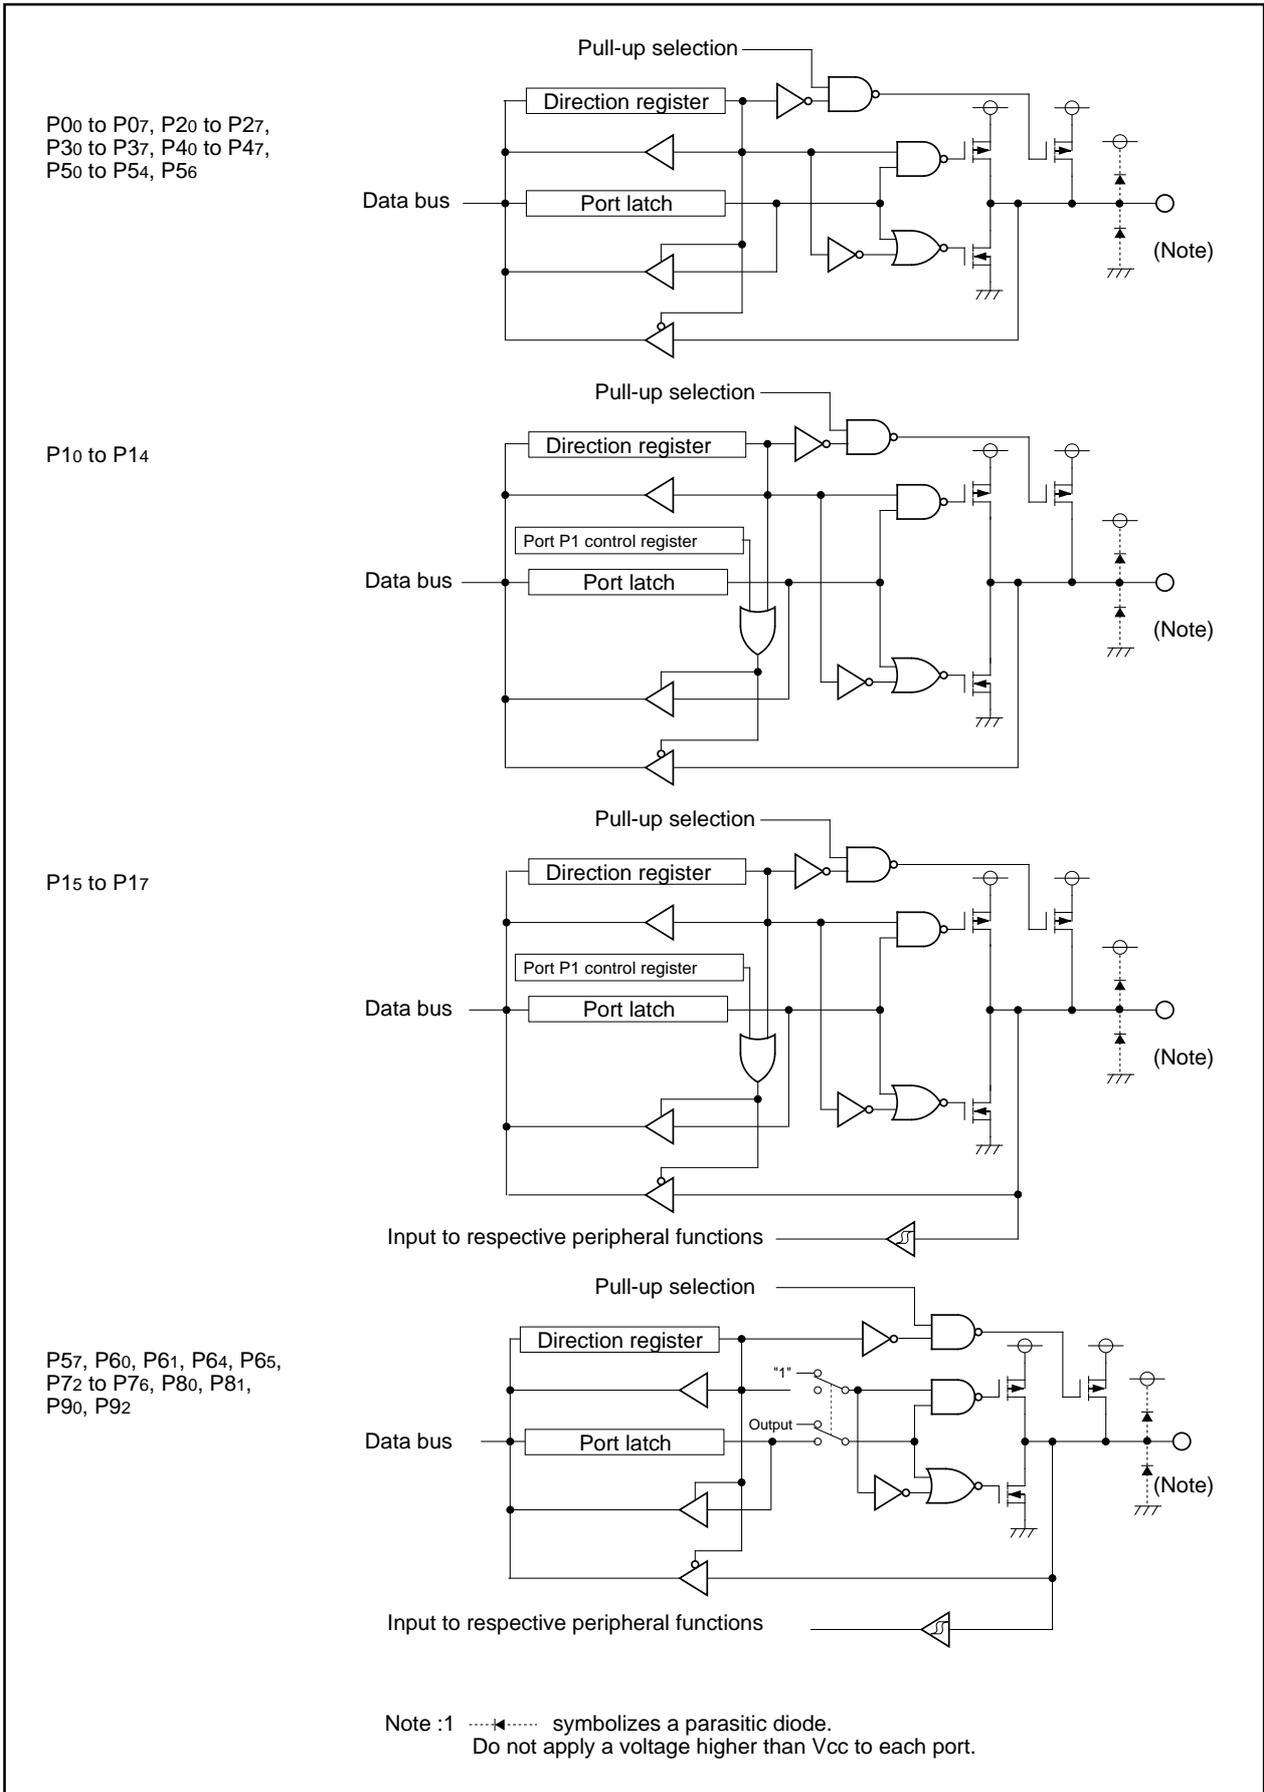 Pull-up selection
Direction register
P00 to P07, P20 to P27,
P30 to P37, P40 to P47,
P50 to P54, P56
Data bus
Port latch
(Note)
Pull-up selection
Direction register
P10 to P14
Port P1 control register
Data bus
Port latch
(Note)
Pull-up selection
Direction register
P15 to P17
Port P1 control register
Data bus
Port latch
(Note)
Input to respective peripheral functions
Pull-up selection
Direction register
P57, P60, P61, P64, P65,
P72 to P76, P80, P81,
P90, P92
"1"
Output
Data bus
Port latch
(Note)
Input to respective peripheral functions
Note :1 symbolizes a parasitic diode.
Do not apply a voltage higher than Vcc to each port.